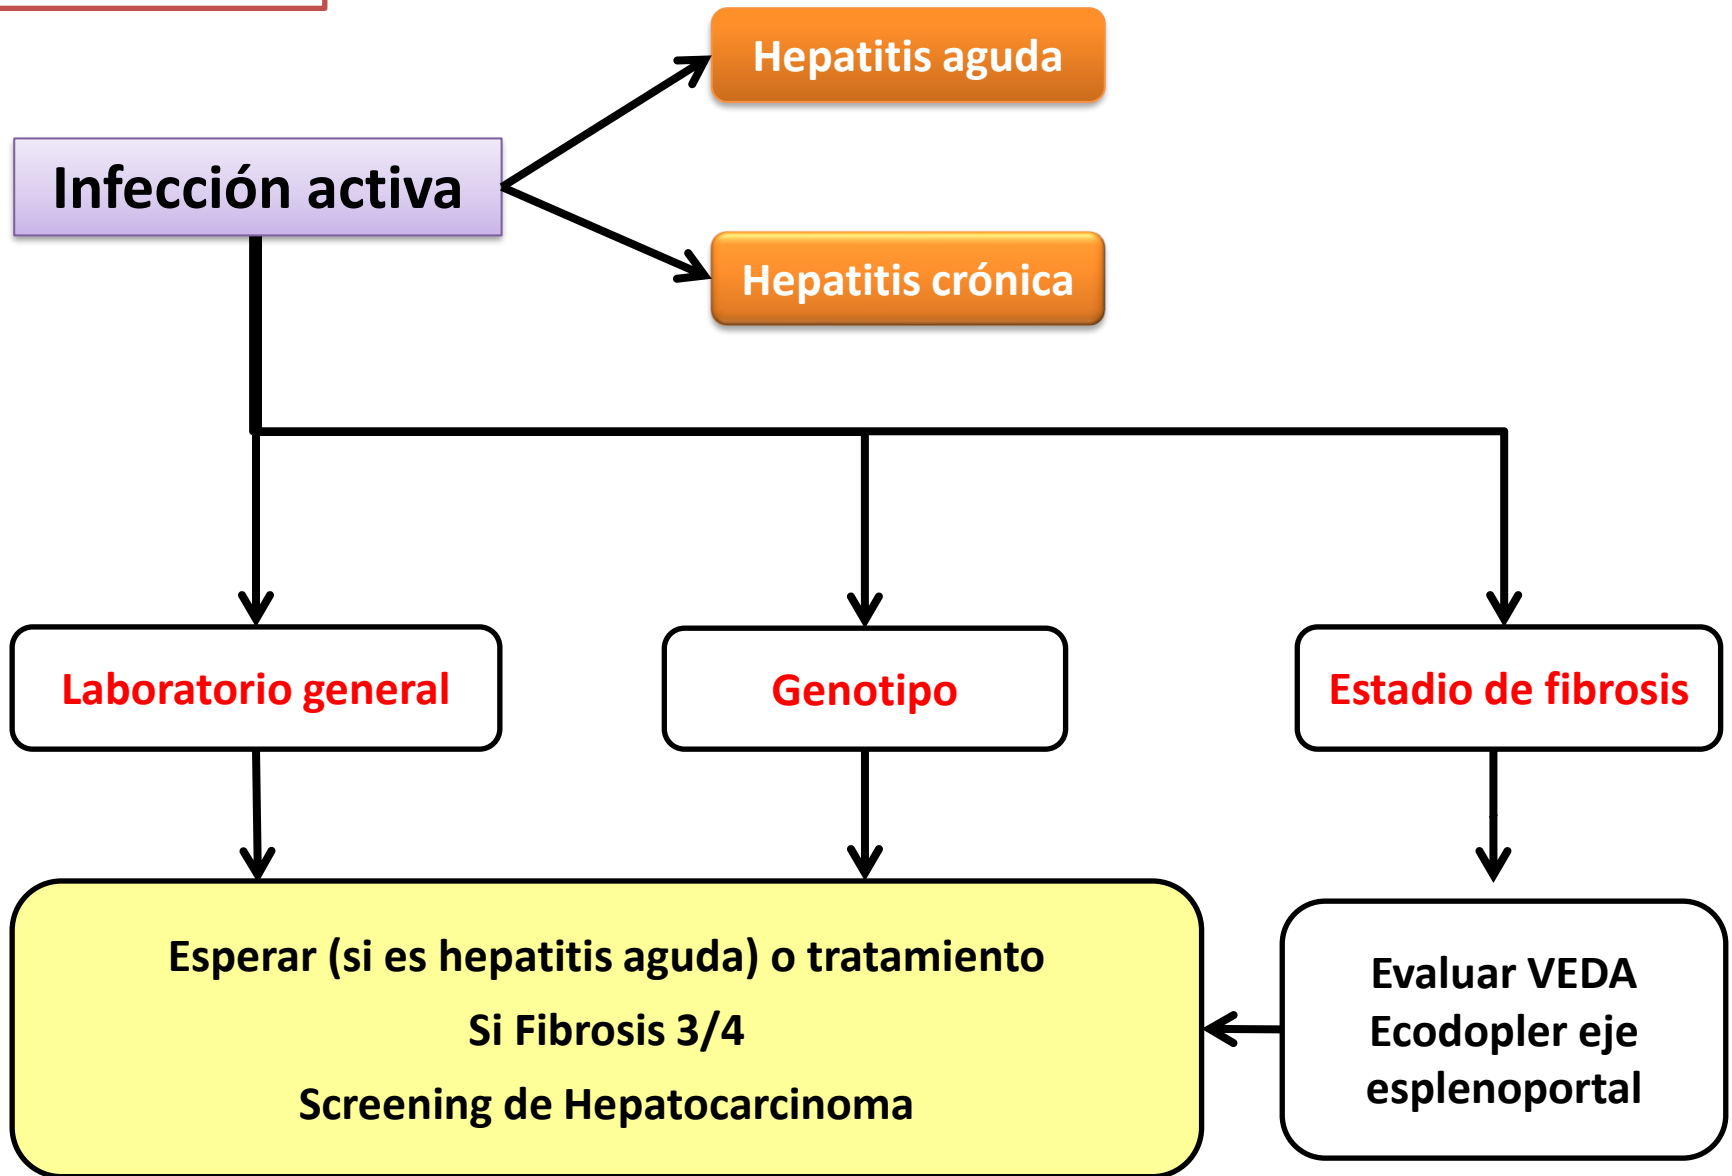 Hepatitis aguda
Infección activa
Hepatitis crónica
Laboratorio general
Genotipo
Estadio de fibrosis
Esperar (si es hepatitis aguda) o tratamiento
Si Fibrosis 3/4
Screening de Hepatocarcinoma
Evaluar VEDA
Ecodopler eje
esplenoportal